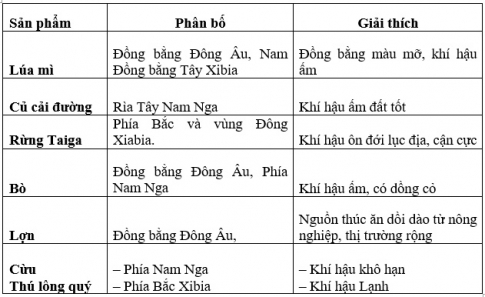 Sản phẩm Phân bố Giải thích
Lúa mì Đồng bằng Đông Âu, Nam Đồng bằng màu mỡ, khí hậu
Đồng bằng Tây Xibia ấm
Củ cải đường Rìa Tây Nam Nga Khí hậu ấm đất tốt
Rừng Taiga Phía Bắc và vùng Đông Khí hậu ôn đới lục địa, cận cực
Xiabia.
Bò Đồng bằng Đông Âu, Phía Khí hậu ấm, có dồng cỏ
Nam Nga
Lợn Đồng bằng Đông Âu, Nguồn thúc ăn dồi dào từ nông
nghiệp, thị trường rộng
Cừu – Phía Nam Nga – Khí hậu khô hạn
Thú lông quý – Phía Bắc Xibia – Khí hậu Lạnh